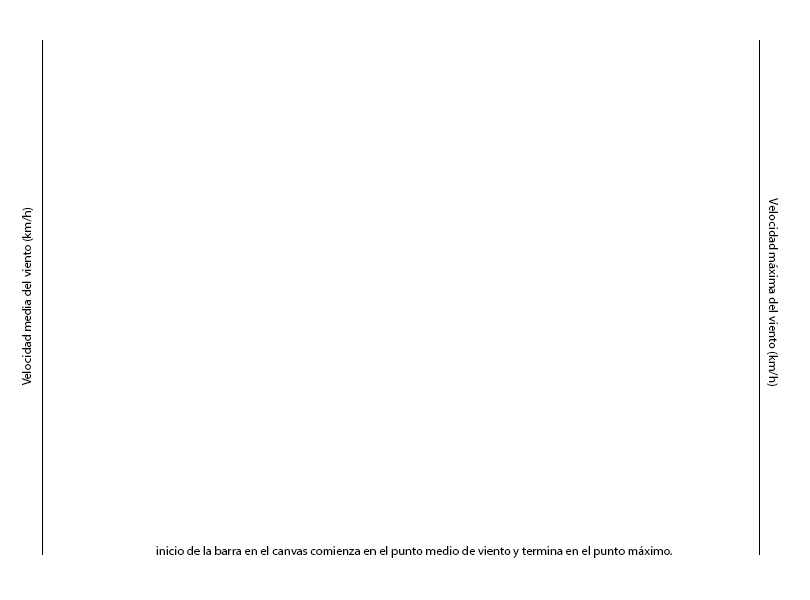 Velocidad media del viento (km/h)
Velocidad máxima del viento (km/h)
inicio de la barra en el canvas comienza en el punto medio de viento y termina en el punto máximo.